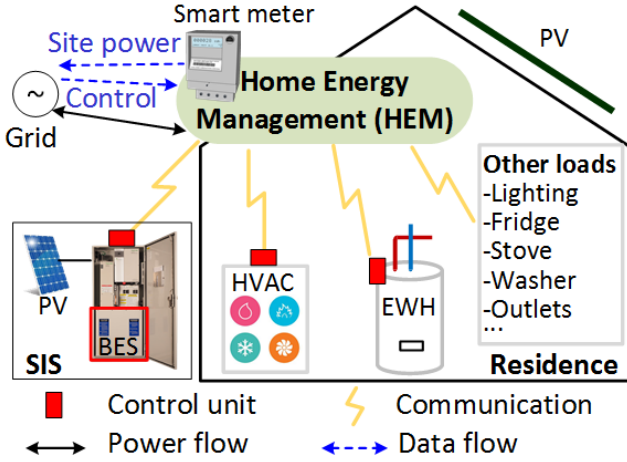 Smart meter
Site power
Control
~
Grid
Home Energy
Management (HEM)
PV
Other loads
-Lighting
-Fridge
-Stove
-Washer
-Outlets
...
PV
BES
SIS
HVAC
EWH
Residence
Control unit
Communication
Power flow
Data flow